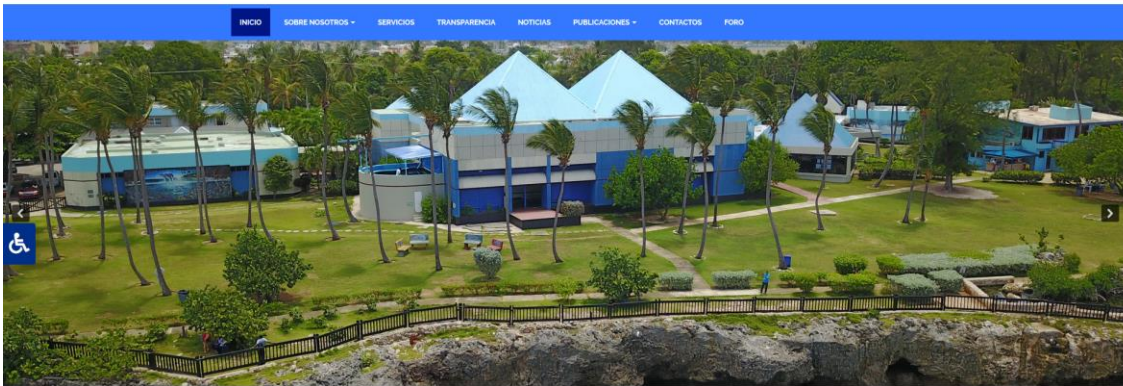 INICIO SOBRE NOSOTROS SERVICIOS TRANSPARENCIA NOTICIAS PUBLICACIONES CONTACTOS FORO